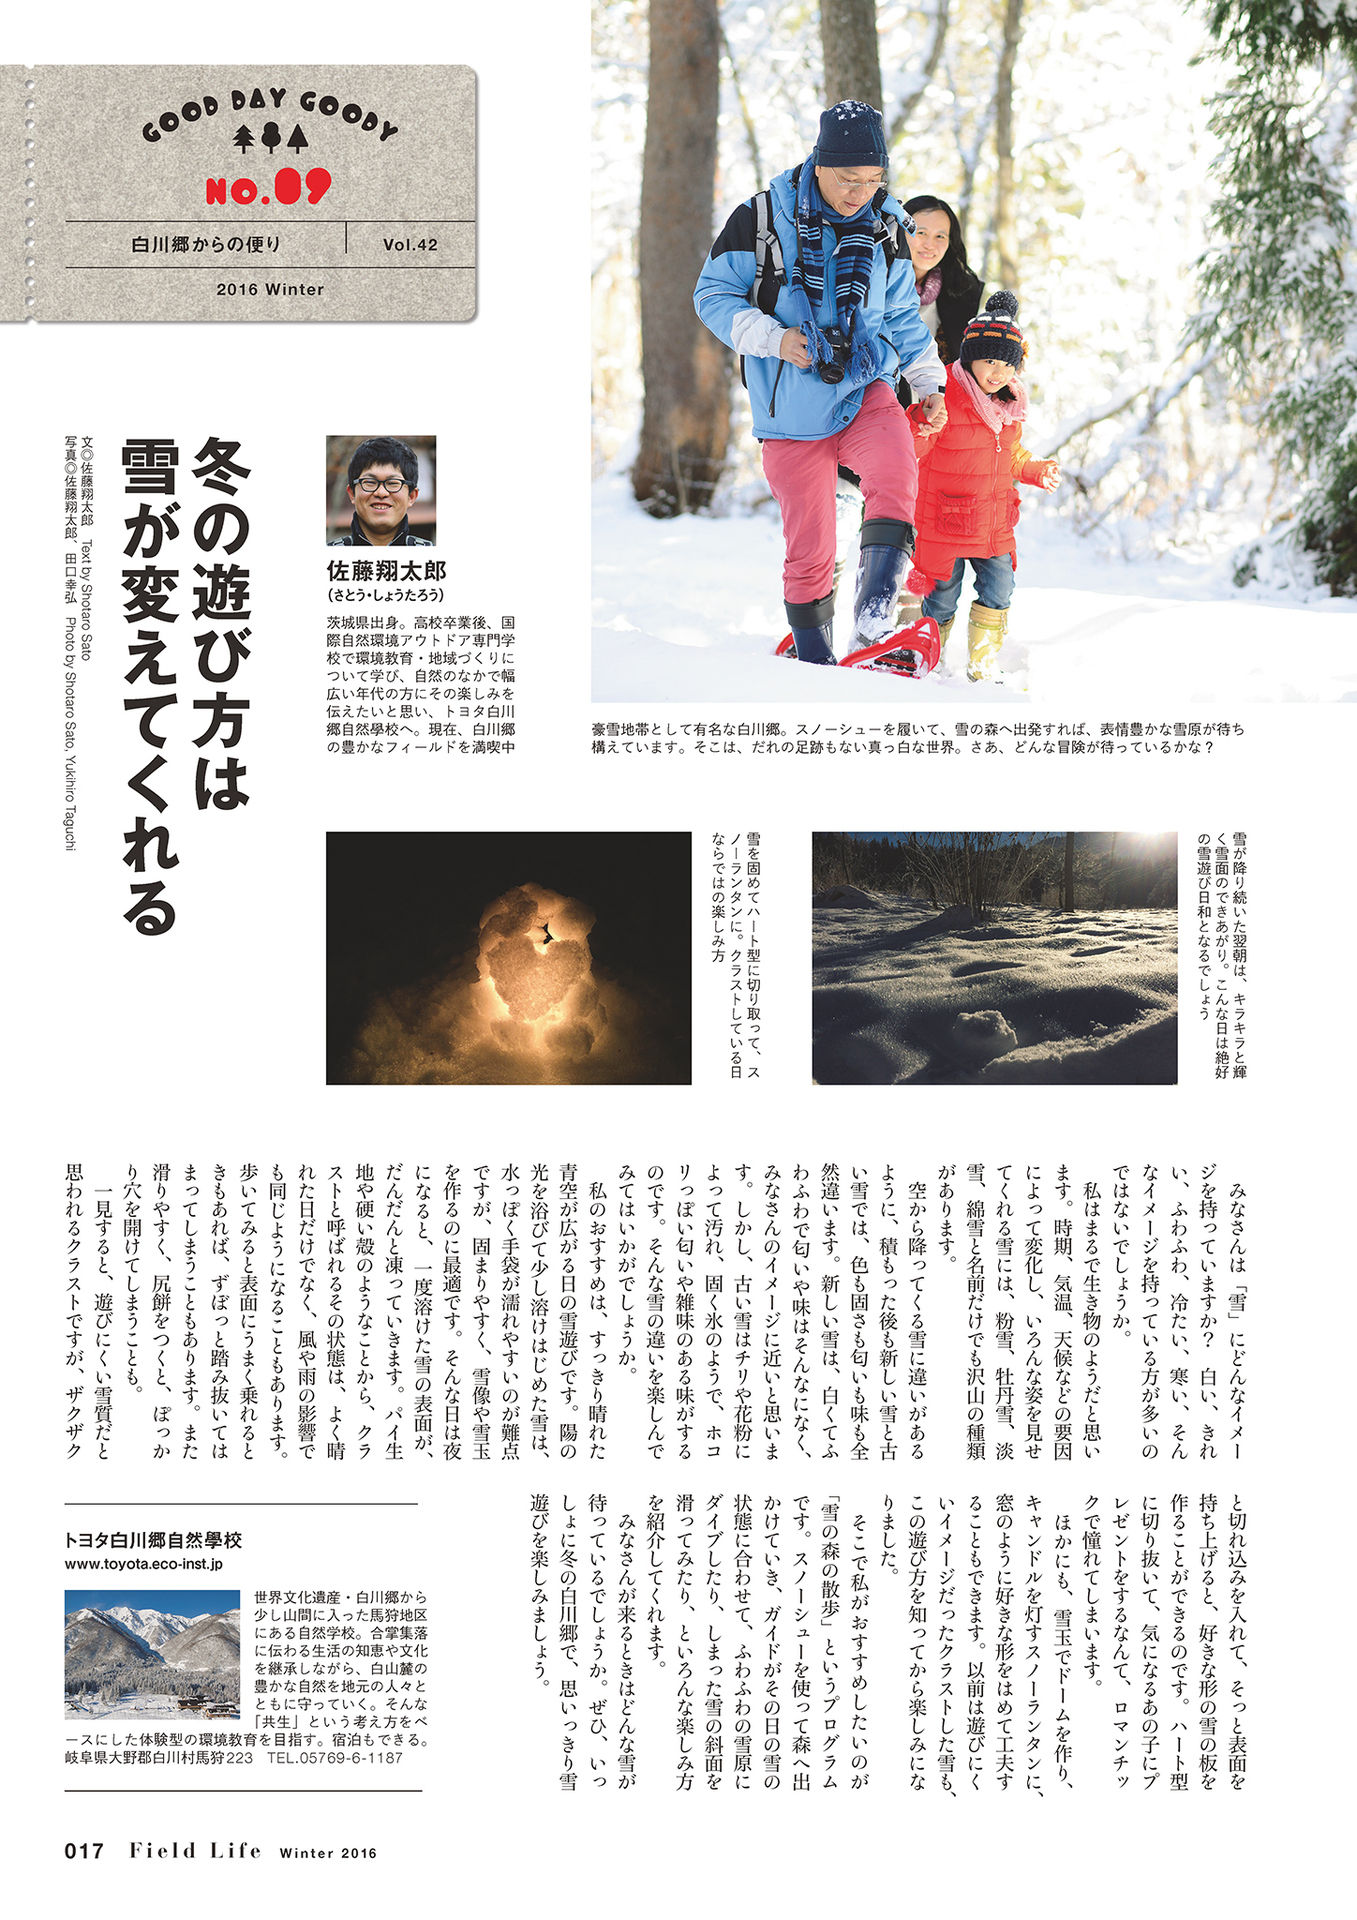 GOOD DAY GOODY
NO.09
白川郷からの便り
Vol.42
2016 Winter
冬の遊び方は
雪が変えてくれる
文◎佐藤翔太郎　Text by Shotaro Sato
写真◎佐藤翔太郎、田口幸弘　Photo by Shotaro Sato, Yukihiro Taguchi
佐藤翔太郎
（さとう・しょうたろう）
茨城県出身。高校卒業後、国
際自然環境アウトドア専門学
校で環境教育・地域づくりに
ついて学び、自然のなかで幅
広い年代の方にその楽しみを
伝えたいと思い、トヨタ白川
郷自然學校へ。現在、白川郷
の豊かなフィールドを満喫中
豪雪地帯として有名な白川郷。スノーシューを履いて、雪の森へ出発すれば、表情豊かな雪原が待ち
構えています。そこは、だれの足跡もない真っ白な世界。さあ、どんな冒険が待っているかな？
雪が降り続いた翌朝は、キラキラと輝
く雪面のできあがり。こんな日は絶好
の雪遊び日和となるでしょう
雪を固めてハート型に切り取って、ス
ノーランタンに。クラストしている日
ならではの楽しみ方
みなさんは「雪」にどんなイメー
ジを持っていますか？　白い、きれ
い、ふわふわ、冷たい、寒い、そん
なイメージを持っている方が多いの
ではないでしょうか。
私はまるで生き物のようだと思い
ます。時期、気温、天候などの要因
によって変化し、いろんな姿を見せ
てくれる雪には、粉雪、牡丹雪、淡
雪、綿雪と名前だけでも沢山の種類
があります。
空から降ってくる雪に違いがある
ように、積もった後も新しい雪と古
い雪では、色も固さも匂いも味も全
然違います。新しい雪は、白くてふ
わふわで匂いや味はそんなになく、
みなさんのイメージに近いと思いま
す。しかし、古い雪はチリや花粉に
よって汚れ、固く氷のようで、ホコ
リっぽい匂いや雑味のある味がする
のです。そんな雪の違いを楽しんで
みてはいかがでしょうか。
私のおすすめは、すっきり晴れた
青空が広がる日の雪遊びです。陽の
光を浴びて少し溶けはじめた雪は、
水っぽく手袋が濡れやすいのが難点
ですが、固まりやすく、雪像や雪玉
を作るのに最適です。そんな日は夜
になると、一度溶けた雪の表面が、
だんだんと凍っていきます。パイ生
地や硬い殻のようなことから、クラ
ストと呼ばれるその状態は、よく晴
れた日だけでなく、風や雨の影響で
も同じようになることもあります。
歩いてみると表面にうまく乗れると
きもあれば、ずぼっと踏み抜いては
まってしまうこともあります。また
滑りやすく、尻餅をつくと、ぽっか
り穴を開けてしまうことも。
一見すると、遊びにくい雪質だと
思われるクラストですが、ザクザク
と切れ込みを入れて、そっと表面を
持ち上げると、好きな形の雪の板を
作ることができるのです。ハート型
に切り抜いて、気になるあの子にプ
レゼントをするなんて、ロマンチッ
クで憧れてしまいます。
ほかにも、雪玉でドームを作り、
キャンドルを灯すスノーランタンに、
窓のように好きな形をはめて工夫す
ることもできます。以前は遊びにく
いイメージだったクラストした雪も、
この遊び方を知ってから楽しみにな
りました。
そこで私がおすすめしたいのが
「雪の森の散歩」というプログラム
です。スノーシューを使って森へ出
かけていき、ガイドがその日の雪の
状態に合わせて、ふわふわの雪原に
ダイブしたり、しまった雪の斜面を
滑ってみたり、といろんな楽しみ方
を紹介してくれます。
みなさんが来るときはどんな雪が
待っているでしょうか。ぜひ、いっ
しょに冬の白川郷で、思いっきり雪
遊びを楽しみましょう。
トヨタ白川郷自然學校
www.toyota.eco-inst.jp
世界文化遺産・白川郷から
少し山間に入った馬狩地区
にある自然学校。合掌集落
に伝わる生活の知恵や文化
を継承しながら、白山麓の
豊かな自然を地元の人々と
ともに守っていく。そんな
「共生」という考え方をベ
ースにした体験型の環境教育を目指す。宿泊もできる。
岐阜県大野郡白川村馬狩223　TEL.05769-6-1187
017　Field Life　Winter 2016